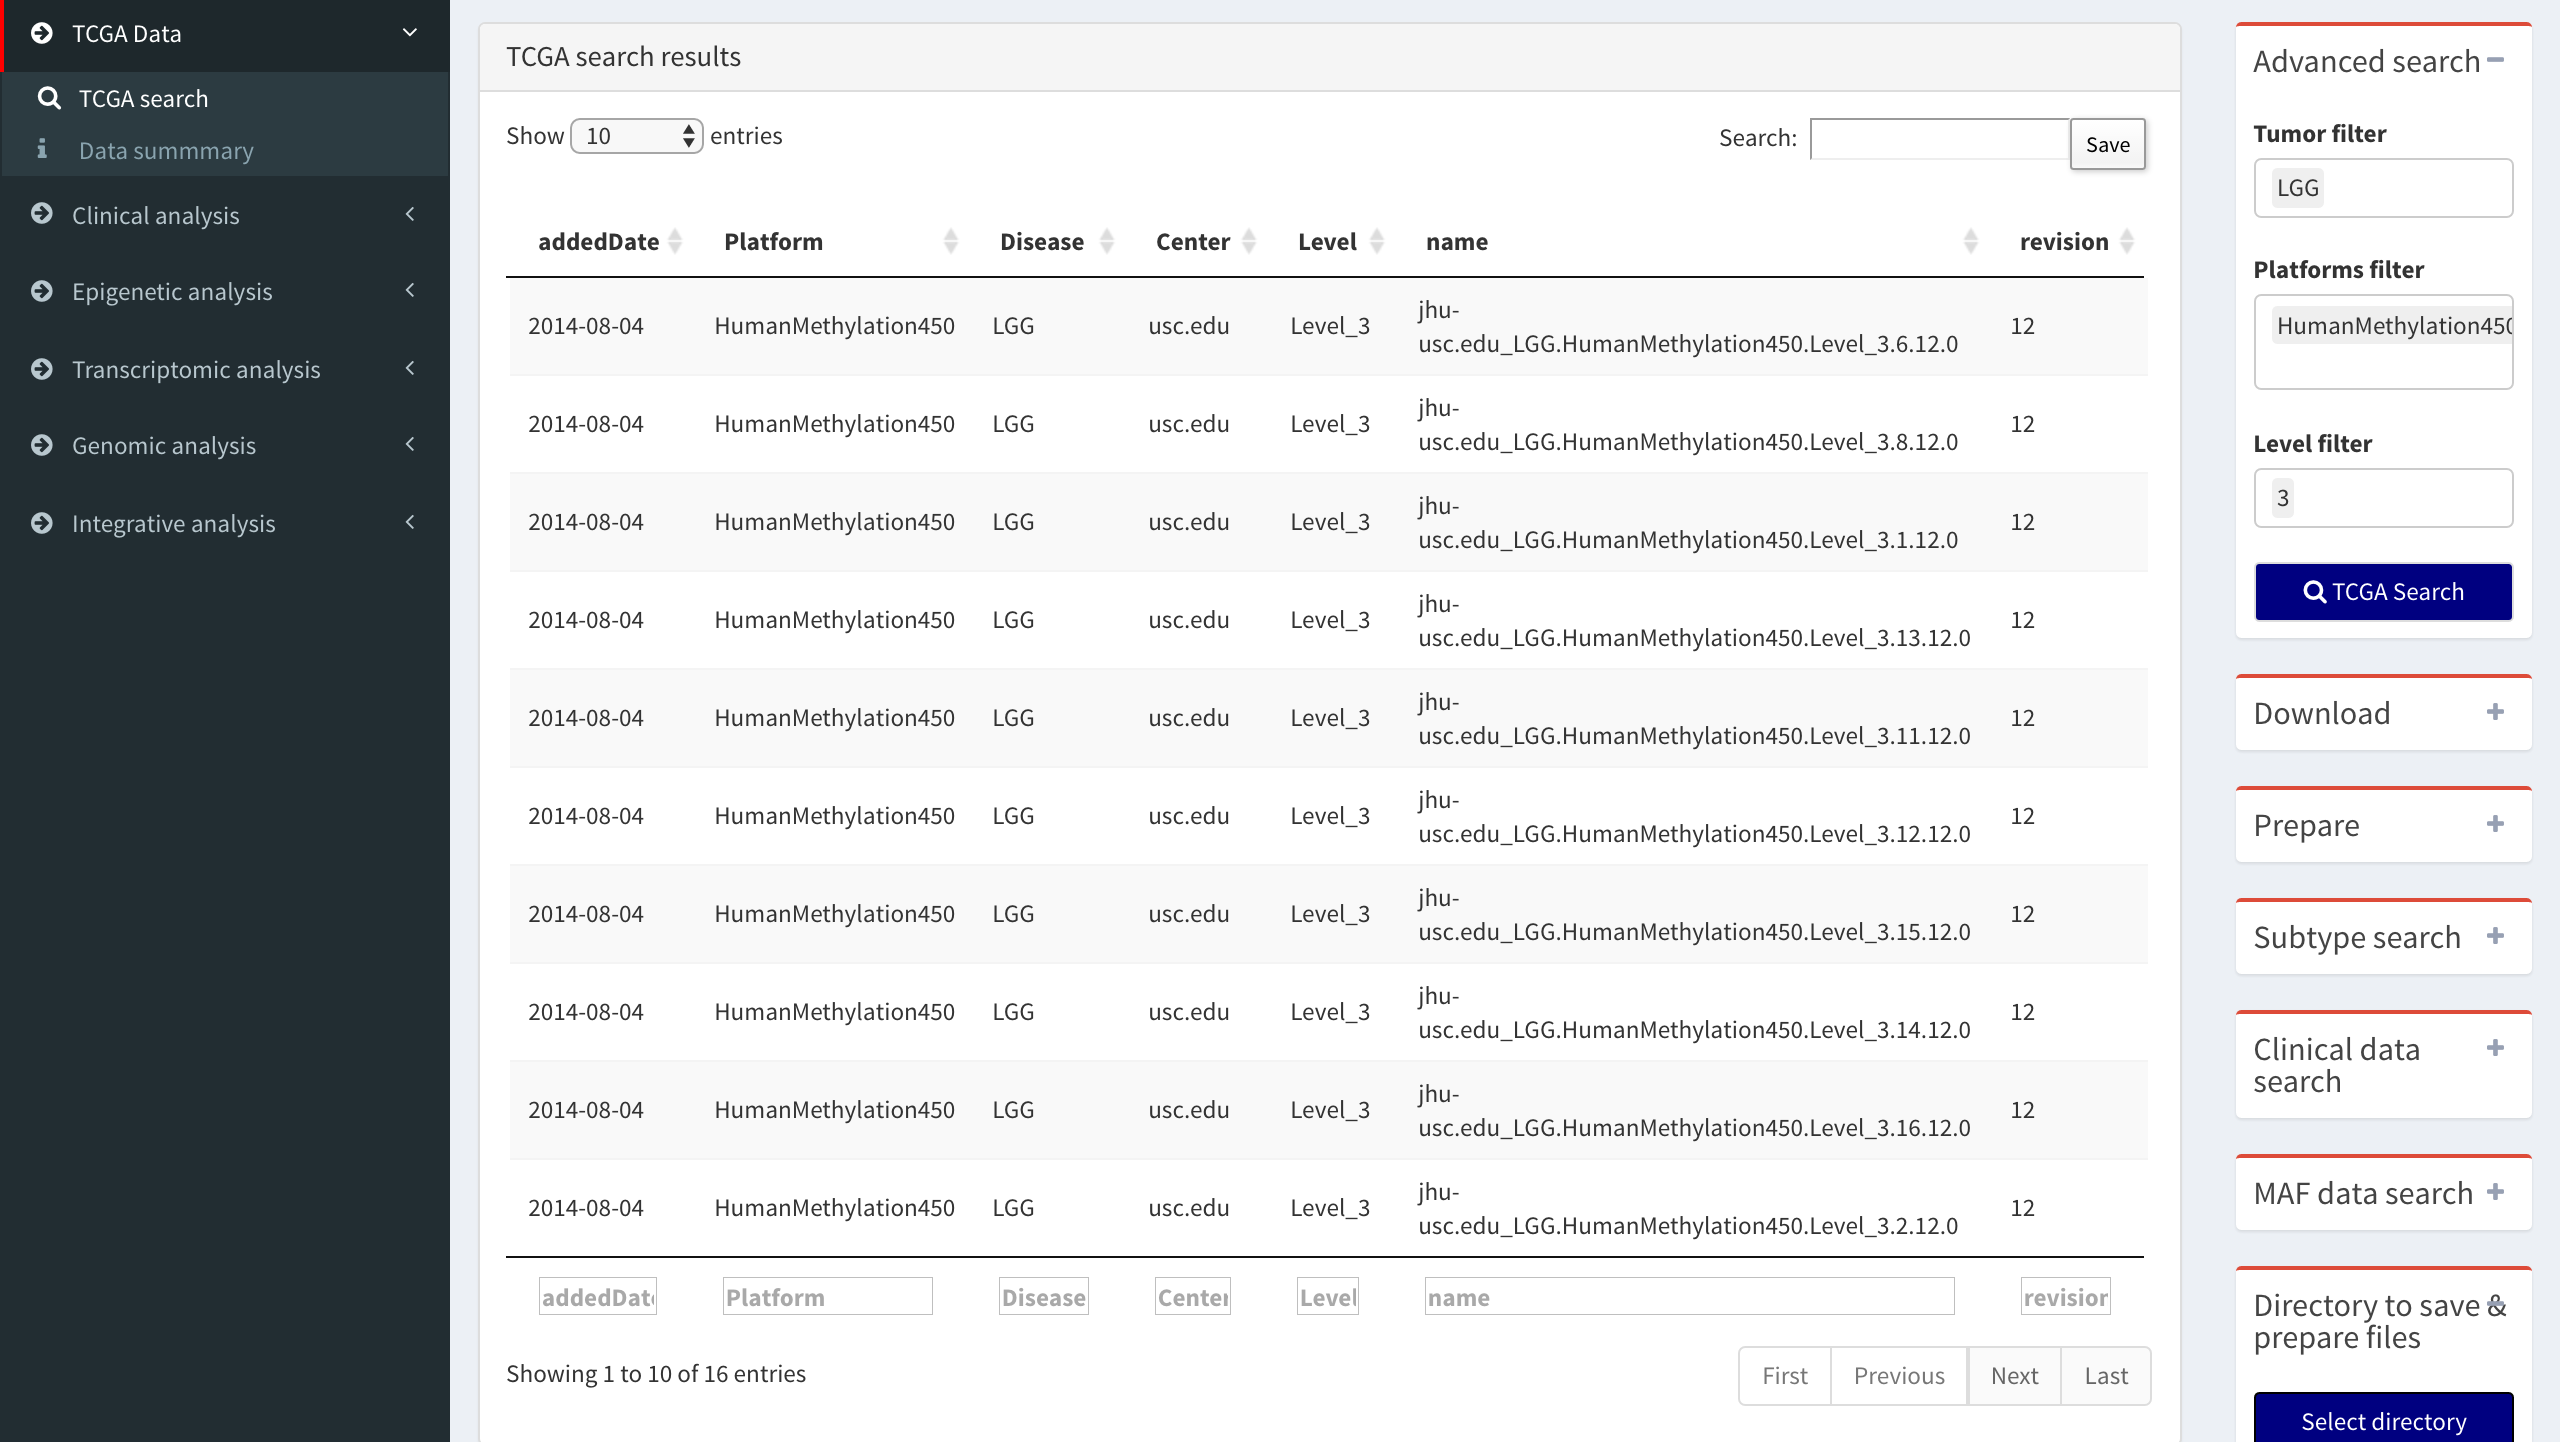 TCGA Data
TCGA search
Data summmary
Clinical analysis
Epigenetic analysis
Transcriptomic analysis
Genomic analysis
Integrative analysis
TCGA search results
Show 10 entries
Search: Save
addedDate Platform Disease Center Level name revision
2014-08-04 HumanMethylation450 LGG usc.edu Level_3 jhu-
usc.edu_LGG.HumanMethylation450.Level_3.6.12.0 12
2014-08-04 HumanMethylation450 LGG usc.edu Level_3 jhu-
usc.edu_LGG.HumanMethylation450.Level_3.8.12.0 12
2014-08-04 HumanMethylation450 LGG usc.edu Level_3 jhu-
usc.edu_LGG.HumanMethylation450.Level_3.1.12.0 12
2014-08-04 HumanMethylation450 LGG usc.edu Level_3 jhu-
usc.edu_LGG.HumanMethylation450.Level_3.13.12.0 12
2014-08-04 HumanMethylation450 LGG usc.edu Level_3 jhu-
usc.edu_LGG.HumanMethylation450.Level_3.11.12.0 12
2014-08-04 HumanMethylation450 LGG usc.edu Level_3 jhu-
usc.edu_LGG.HumanMethylation450.Level_3.12.12.0 12
2014-08-04 HumanMethylation450 LGG usc.edu Level_3 jhu-
usc.edu_LGG.HumanMethylation450.Level_3.15.12.0 12
2014-08-04 HumanMethylation450 LGG usc.edu Level_3 jhu-
usc.edu_LGG.HumanMethylation450.Level_3.14.12.0 12
2014-08-04 HumanMethylation450 LGG usc.edu Level_3 jhu-
usc.edu_LGG.HumanMethylation450.Level_3.16.12.0 12
2014-08-04 HumanMethylation450 LGG usc.edu Level_3 jhu-
usc.edu_LGG.HumanMethylation450.Level_3.2.12.0 12
addedDate Platform Disease Center Level name revision
Showing 1 to 10 of 16 entries
First Previous Next Last
Advanced search
Tumor filter
LGG
Platforms filter
HumanMethylation450
Level filter
3
TCGA Search
Download
Prepare
Subtype search
Clinical data
search
MAF data search
Directory to save &
prepare files
Select directory